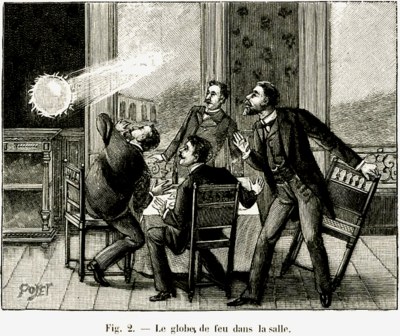 POYET
Fig. 2. — Le globe, de feu dans la salle.